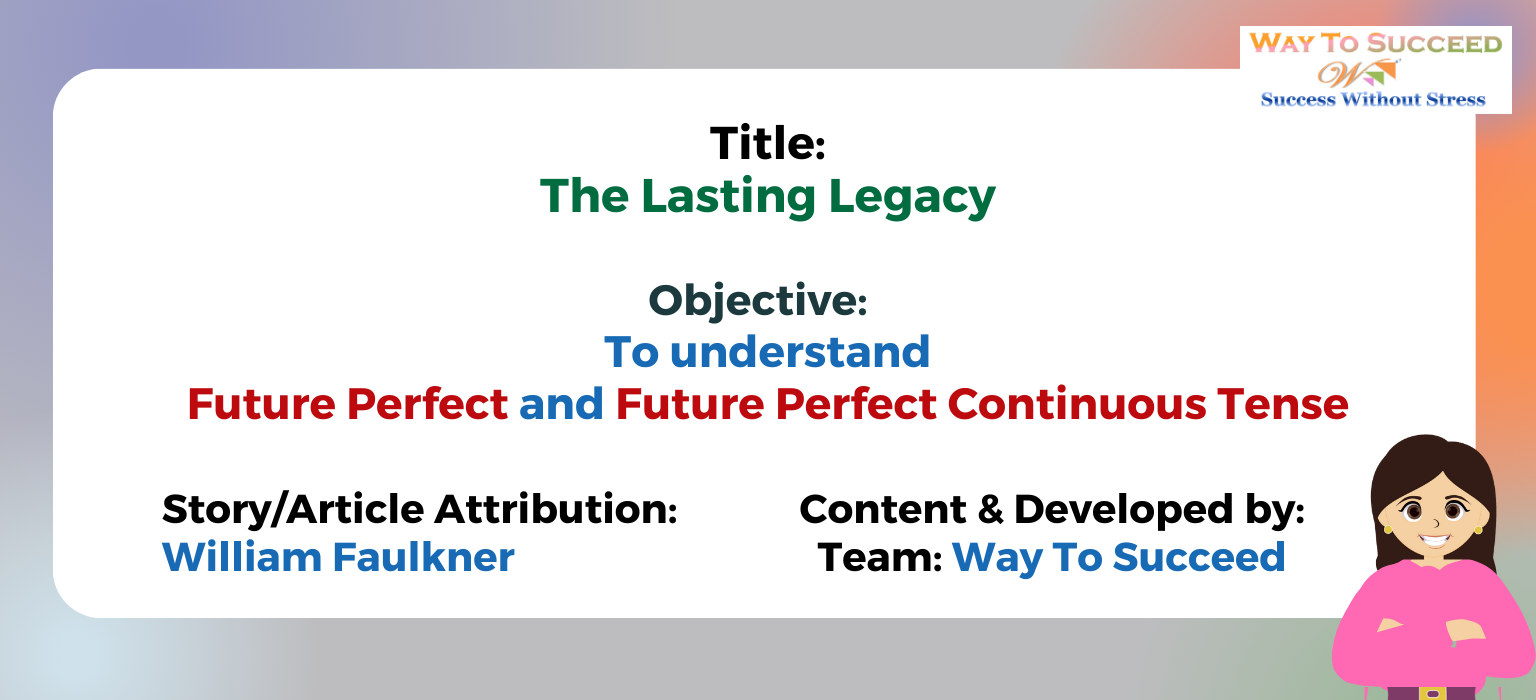 WAY TO SUCCEED
Success Without Stress
Title:
The Lasting Legacy
Objective:
To understand
Future Perfect and Future Perfect Continuous Tense
Story/Article Attribution:
William Faulkner
Content & Developed by:
Team: Way To Succeed